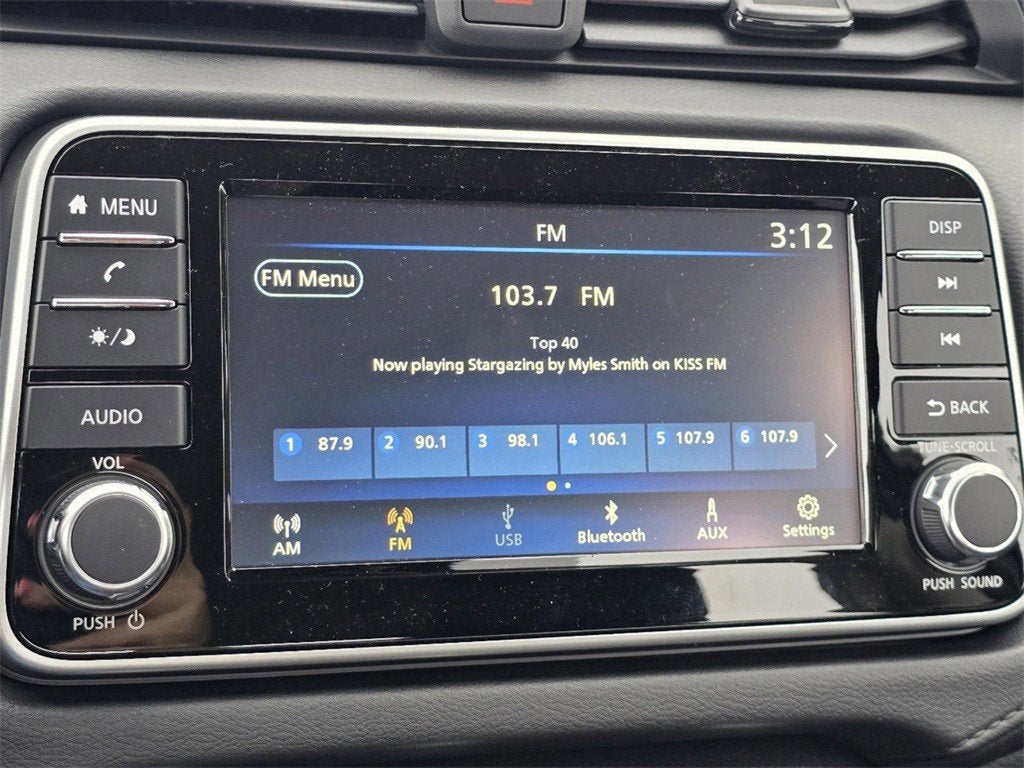 MENU
AUDIO
VOL
PUSH
FM
3:12
FM Menu
103.7 FM
Top 40
Now playing Stargazing by Myles Smith on KISS FM
1 87.9
2 90.1
3 98.1
4 106.1
5 107.9
6 107.9
AM
FM
USB
Bluetooth
AUX
Settings
DISP
BACK
TUNE-SCROLL
PUSH SOUND